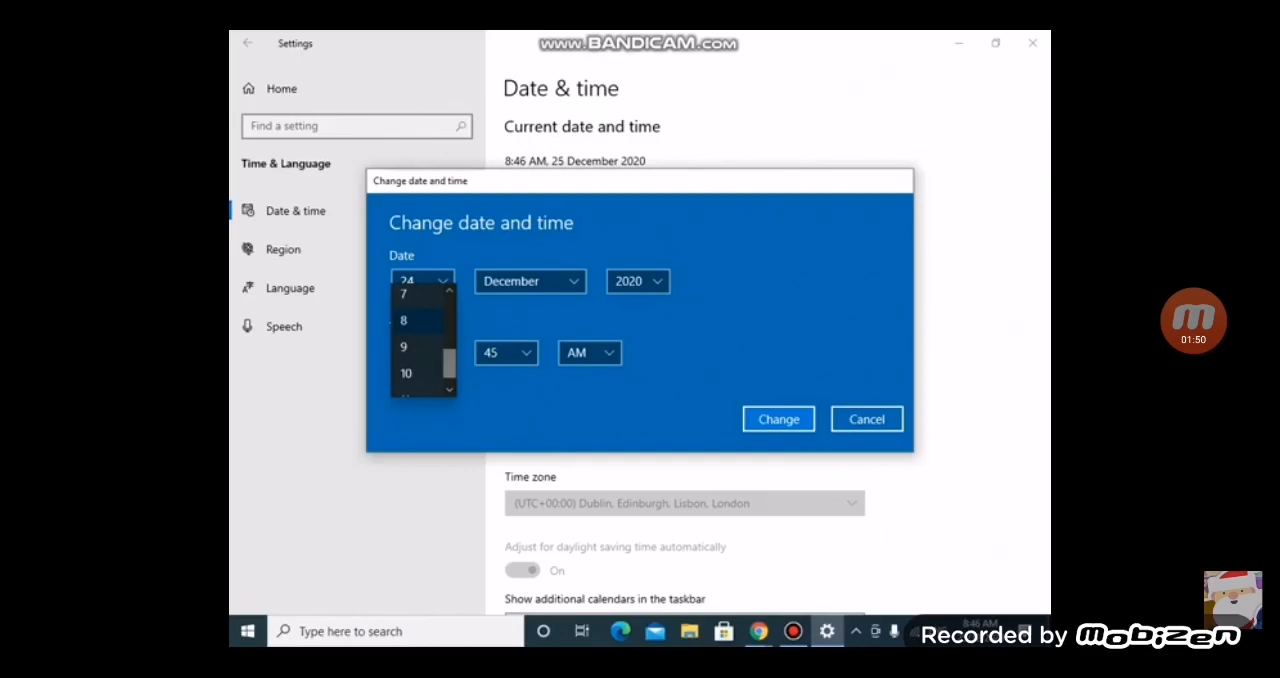 Settings
www.BANDICAM.com
Home
Find a setting
Time & Language
Date & time
Region
Language
Speech
Date & time
Current date and time
8:46 AM, 25 December 2020
Change date and time
Change date and time
Date
24
December
2020
7
8
9
10
45
AM
Change
Cancel
Time zone
(UTC+00:00) Dublin, Edinburgh, Lisbon, London
Adjust for daylight saving time automatically
On
Show additional calendars in the taskbar
Type here to search
8:46 AM
01:50
Recorded by mobizen